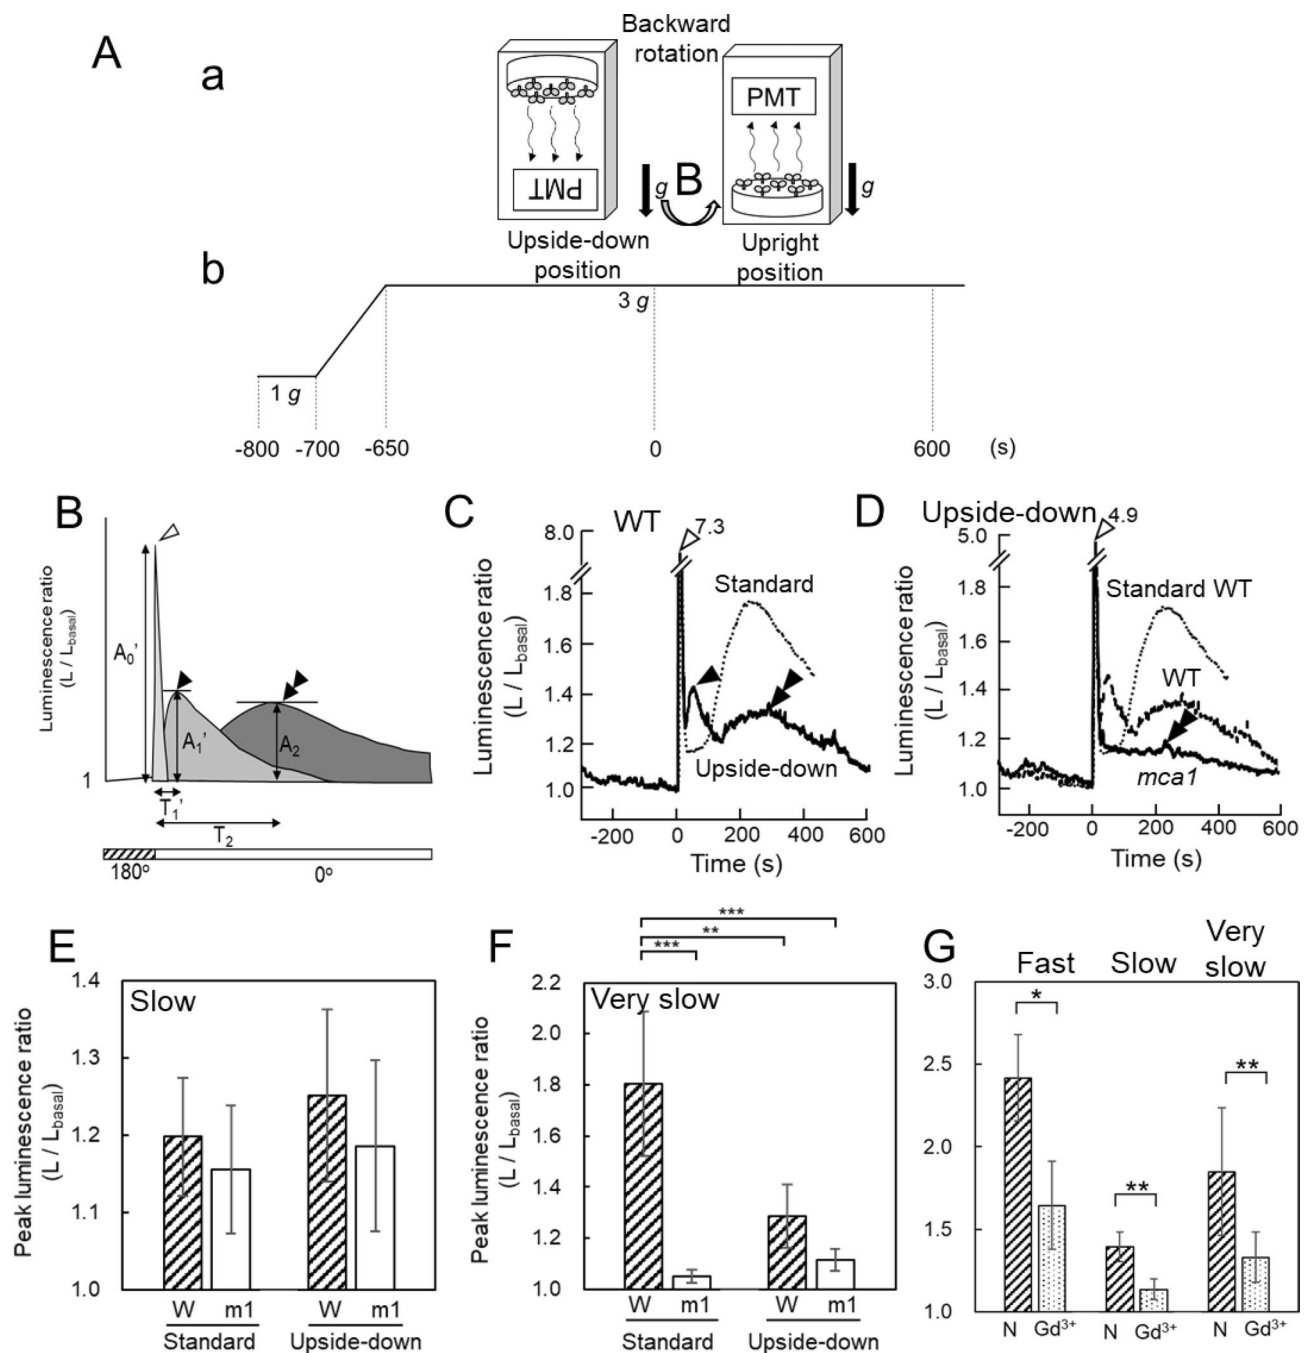 A
a
Backward
rotation
PMT
PMT
g
B
g
Upside-down
position
Upright
position
b
3 g
1 g
-800
-700
-650
0
600
(s)
B
Luminescence ratio
(L / Lbasal)
A0'
A1'
A2
1
T1'
T2
180°
0°
C
WT
7.3
8.0
1.8
1.6
1.4
1.2
1.0
Luminescence ratio
(L / Lbasal)
Standard
Upside-down
-200
0
200
400
600
Time (s)
D
Upside-down
4.9
5.0
1.8
1.6
1.4
1.2
1.0
Luminescence ratio
(L / Lbasal)
Standard WT
WT
mca1
-200
0
200
400
600
Time (s)
E
Slow
1.4
1.3
1.2
1.1
1.0
Peak luminescence ratio
(L / Lbasal)
W
m1
W
m1
Standard
Upside-down
F
***
**
***
Very slow
2.2
2.0
1.8
1.6
1.4
1.2
1.0
Peak luminescence ratio
(L / Lbasal)
W
m1
W
m1
Standard
Upside-down
G
Fast
Slow
Very
slow
3.0
2.5
2.0
1.5
1.0
*
**
**
N
Gd3+
N
Gd3+
N
Gd3+